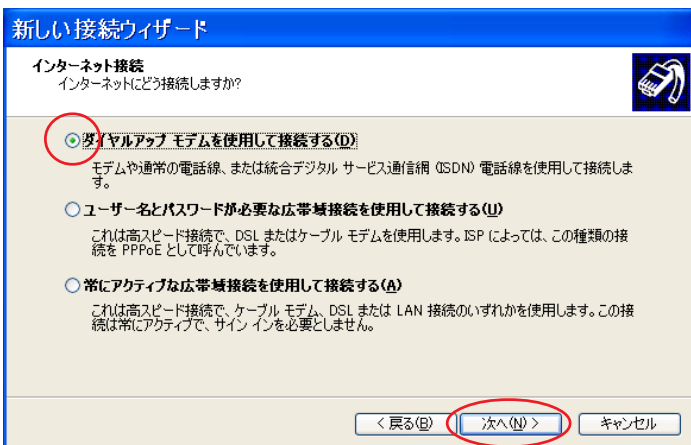 新しい接続ウィザード
インターネット接続
インターネットにどう接続しますか?
ダイヤルアップ モデムを使用して接続する(D)
モデムや通常の電話線、または統合デジタル サービス通信網 (ISDN) 電話線を使用して接続しま
す。
ユーザー名とパスワードが必要な広帯域接続を使用して接続する(U)
これは高スピード接続で、DSL またはケーブル モデムを使用します。ISP によっては、この種類の接
続を PPPoE として呼んでいます。
常にアクティブな広帯域接続を使用して接続する(A)
これは高スピード接続で、ケーブル モデム、DSL または LAN 接続のいずれかを使用します。この接
続は常にアクティブで、サイン インを必要としません。
< 戻る(B) 次へ(N) > キャンセル